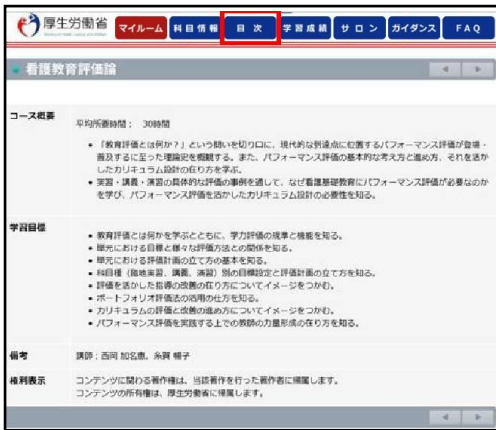 厚生労働省
マイルーム 科目情報 目 次 学習成績 サ ロ ン ガイダンス F A Q
看護教育評価論
コース概要
平均所要時間： 30時間
• 「教育評価とは何か？」という問いを切り口に、現代的な到達点に位置するパフォーマンス評価が登場・
普及するに至った理論史を概観する。また、パフォーマンス評価の基本的な考え方と進め方、それを活か
したカリキュラム設計の在り方を学ぶ。
• 実習・講義・演習の具体的な評価の事例を通して、なぜ看護基礎教育にパフォーマンス評価が必要なのか
を学び、パフォーマンス評価を活かしたカリキュラム設計の必要性を知る。
学習目標
• 教育評価とは何かを学ぶとともに、学力評価の規準と機能を知る。
• 単元における目標と様々な評価方法との関係を知る。
• 単元における評価計画の立て方の基本を知る。
• 科目種（臨地実習、講義、演習）別の目標設定と評価計画の立て方を知る。
• 評価を活かした指導の改善の在り方についてイメージをつかむ。
• ポートフォリオ評価法の活用の仕方を知る。
• カリキュラムの評価と改善の進め方についてイメージをつかむ。
• パフォーマンス評価を実践する上での教師の力量形成の在り方を知る。
備考
講師：西岡 加名恵、糸賀 暢子
権利表示
コンテンツに関わる著作権は、当該著作を行った著作者に帰属します。
コンテンツの所有権は、厚生労働省に帰属します。